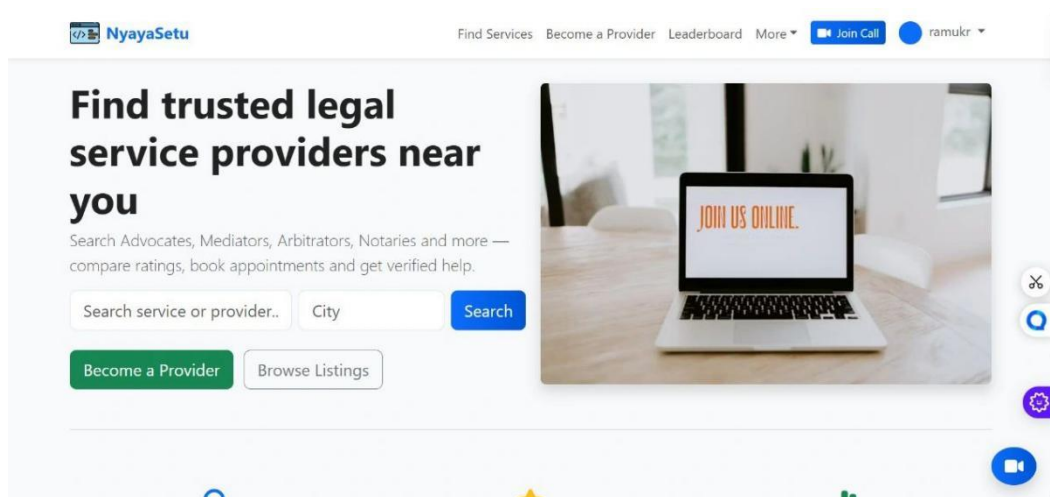 NyayaSetu
Find Services Become a Provider Leaderboard More Join Call ramukr
Find trusted legal
service providers near
you
Search Advocates, Mediators, Arbitrators, Notaries and more —
compare ratings, book appointments and get verified help.
Search service or provider.. City Search
Become a Provider Browse Listings
JOIN US ONLINE.